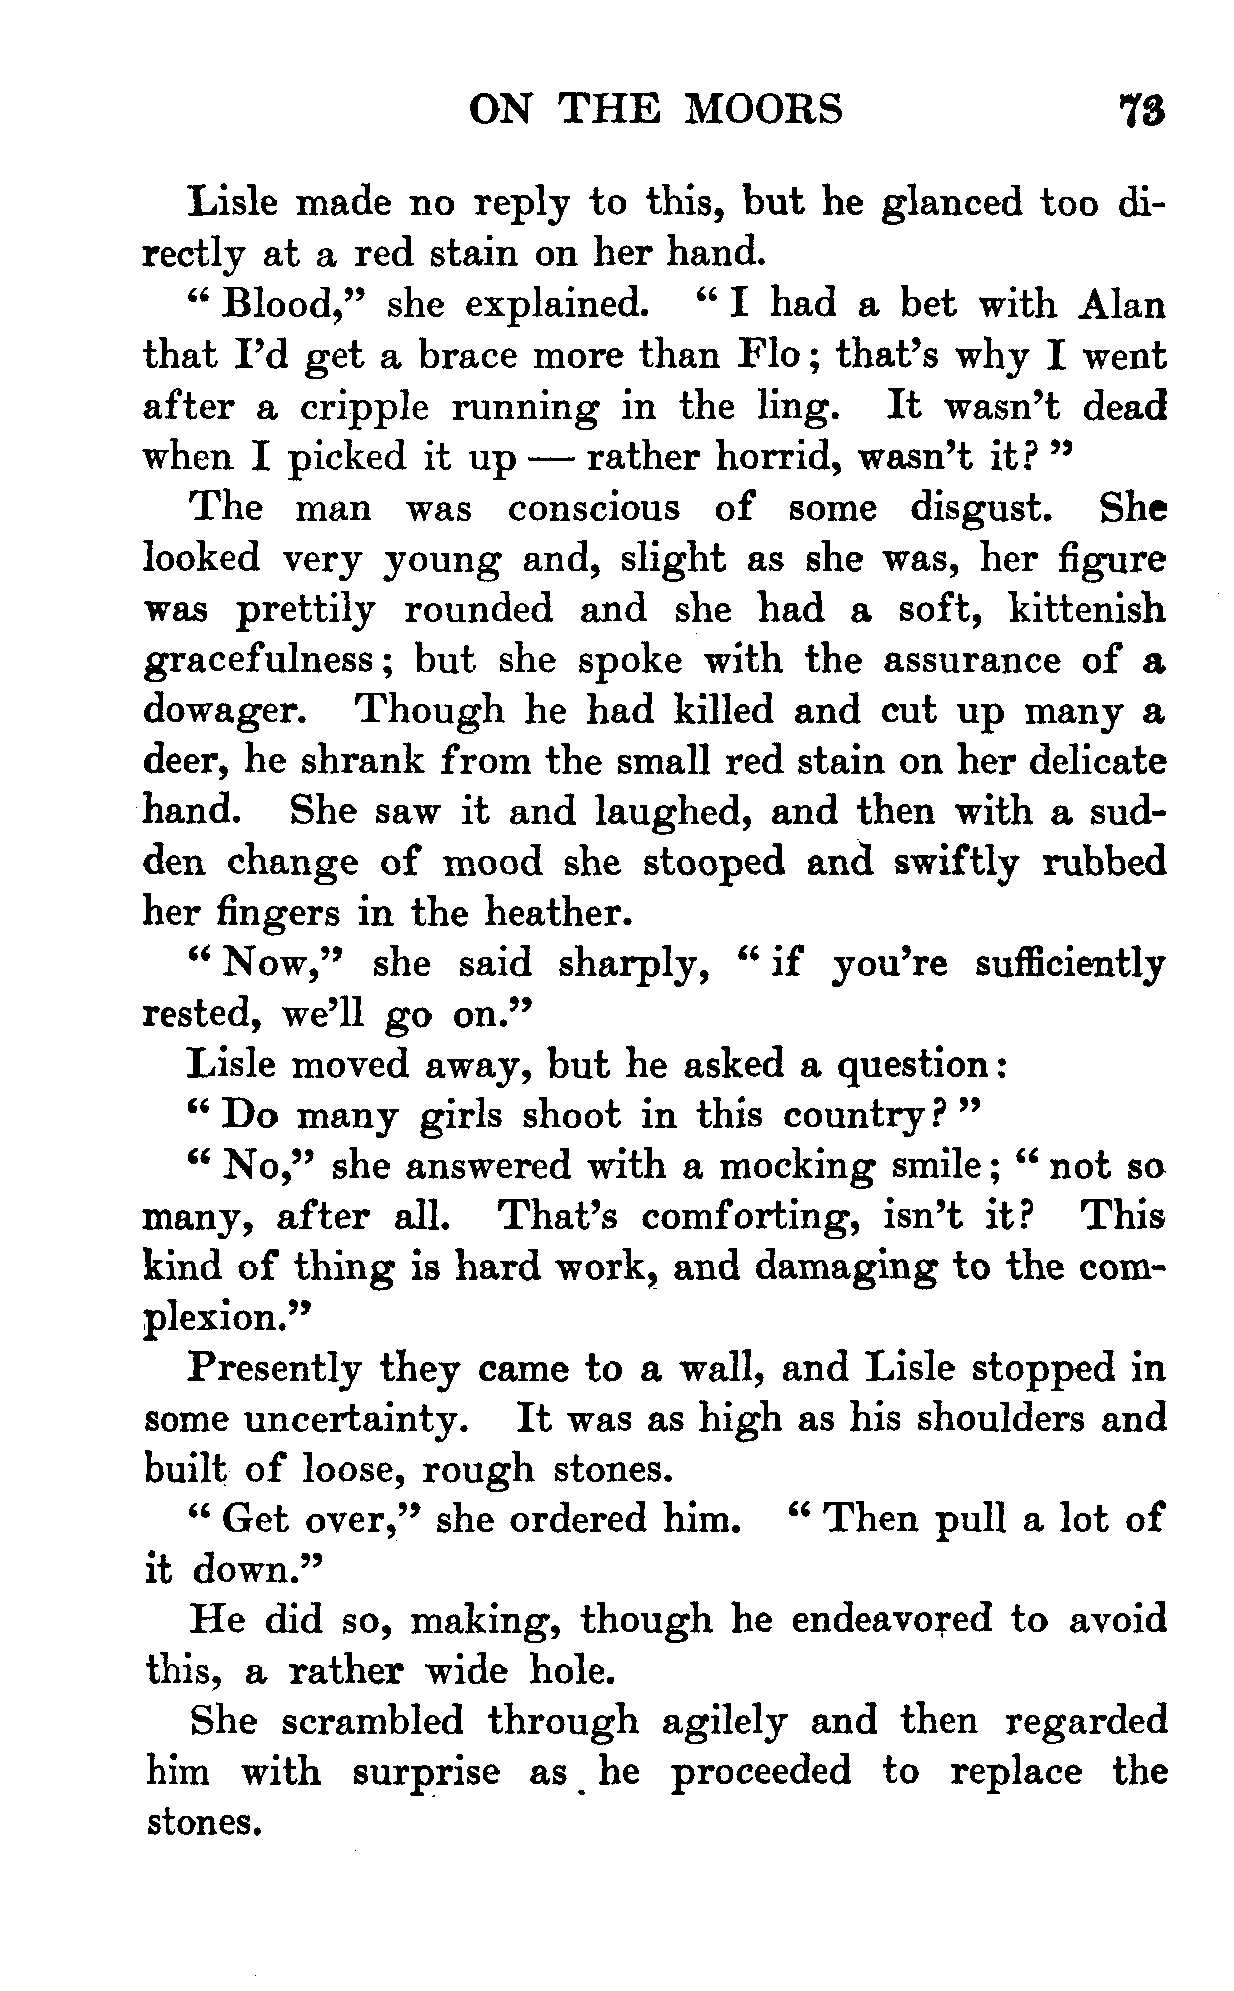 ON THE MOORS 73
Lisle made no reply to this, but he glanced too di-
rectly at a red stain on her hand.
" Blood," she explained. " I had a bet with Alan
that I'd get a brace more than Flo; that's why I went
after a cripple running in the ling. It wasn't dead
when I picked it up — rather horrid, wasn't it? "
The man was conscious of some disgust. She
looked very young and, slight as she was, her figure
was prettily rounded and she had a soft, kittenish
gracefulness; but she spoke with the assurance of a
dowager. Though he had killed and cut up many a
deer, he shrank from the small red stain on her delicate
hand. She saw it and laughed, and then with a sud-
den change of mood she stooped and swiftly rubbed
her fingers in the heather.
" Now," she said sharply, " if you're sufficiently
rested, we'll go on."
Lisle moved away, but he asked a question:
" Do many girls shoot in this country? "
" No," she answered with a mocking smile; " not so
many, after all. That's comforting, isn't it? This
kind of thing is hard work, and damaging to the com-
plexion."
Presently they came to a wall, and Lisle stopped in
some uncertainty. It was as high as his shoulders and
built of loose, rough stones.
" Get over," she ordered him. " Then pull a lot of
it down."
He did so, making, though he endeavored to avoid
this, a rather wide hole.
She scrambled through agilely and then regarded
him with surprise as he proceeded to replace the
stones.